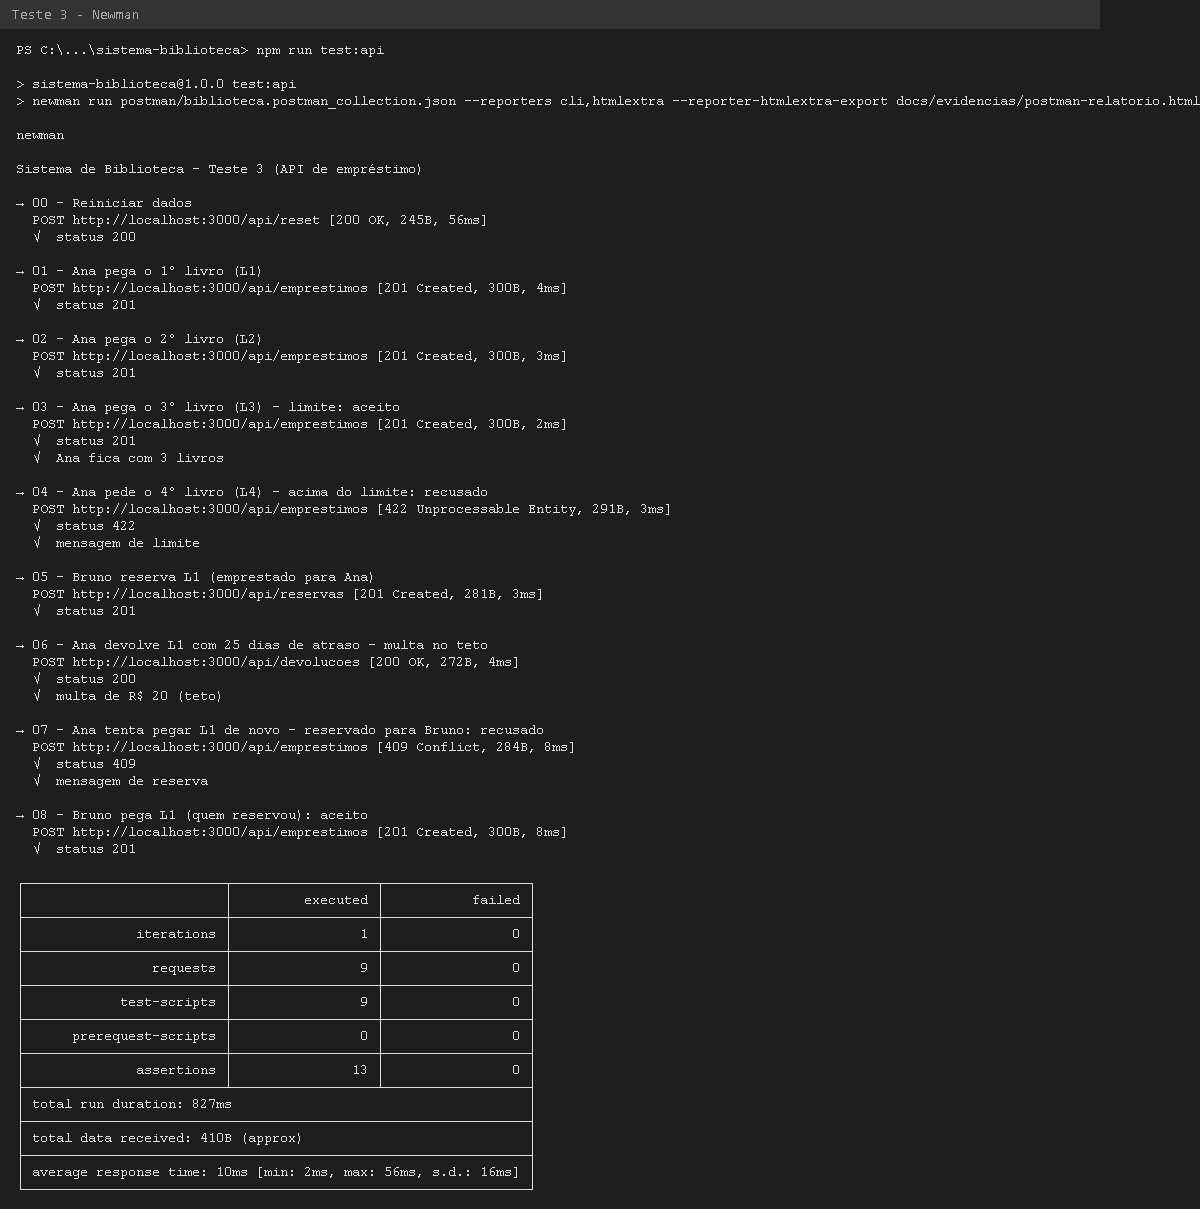 Teste 3 - Newman
PS C:\...\sistema-biblioteca> npm run test:api
> sistema-biblioteca@1.0.0 test:api
> newman run postman/biblioteca.postman_collection.json --reporters cli,htmlextra --reporter-htmlextra-export docs/evidencias/postman-relatorio.html
newman
Sistema de Biblioteca - Teste 3 (API de empréstimo)
→ 00 - Reiniciar dados
POST http://localhost:3000/api/reset [200 OK, 245B, 56ms]
√ status 200
→ 01 - Ana pega o 1° livro (L1)
POST http://localhost:3000/api/emprestimos [201 Created, 300B, 4ms]
√ status 201
→ 02 - Ana pega o 2° livro (L2)
POST http://localhost:3000/api/emprestimos [201 Created, 300B, 3ms]
√ status 201
→ 03 - Ana pega o 3° livro (L3) - limite: aceito
POST http://localhost:3000/api/emprestimos [201 Created, 300B, 2ms]
√ status 201
√ Ana fica com 3 livros
→ 04 - Ana pede o 4° livro (L4) - acima do limite: recusado
POST http://localhost:3000/api/emprestimos [422 Unprocessable Entity, 291B, 3ms]
√ status 422
√ mensagem de limite
→ 05 - Bruno reserva L1 (emprestado para Ana)
POST http://localhost:3000/api/reservas [201 Created, 281B, 3ms]
√ status 201
→ 06 - Ana devolve L1 com 25 dias de atraso - multa no teto
POST http://localhost:3000/api/devolucoes [200 OK, 272B, 4ms]
√ status 200
√ multa de R$ 20 (teto)
→ 07 - Ana tenta pegar L1 de novo - reservado para Bruno: recusado
POST http://localhost:3000/api/emprestimos [409 Conflict, 284B, 8ms]
√ status 409
√ mensagem de reserva
→ 08 - Bruno pega L1 (quem reservou): aceito
POST http://localhost:3000/api/emprestimos [201 Created, 300B, 8ms]
√ status 201
executed failed
iterations 1 0
requests 9 0
test-scripts 9 0
prerequest-scripts 0 0
assertions 13 0
total run duration: 827ms
total data received: 410B (approx)
average response time: 10ms [min: 2ms, max: 56ms, s.d.: 16ms]